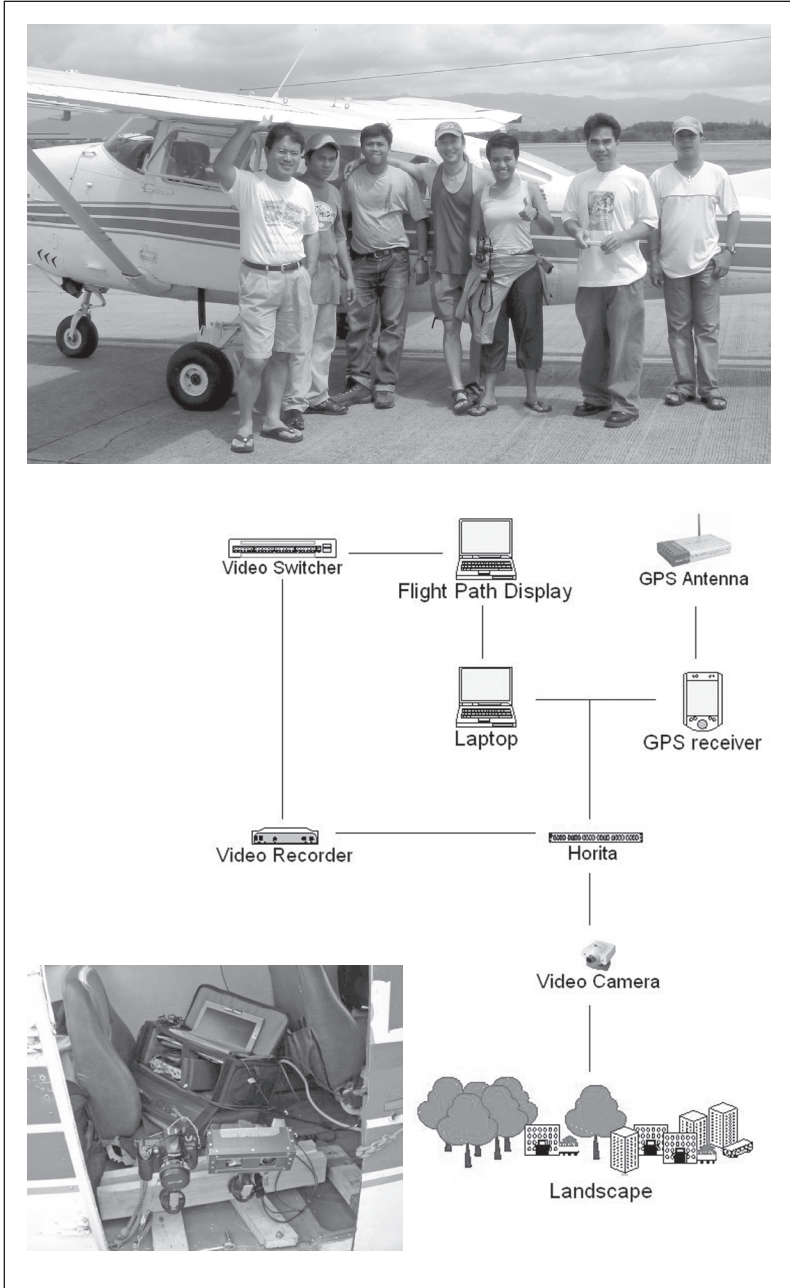 Video Switcher
Flight Path Display
GPS Antenna
Laptop
GPS receiver
Video Recorder
Horita
Video Camera
Landscape